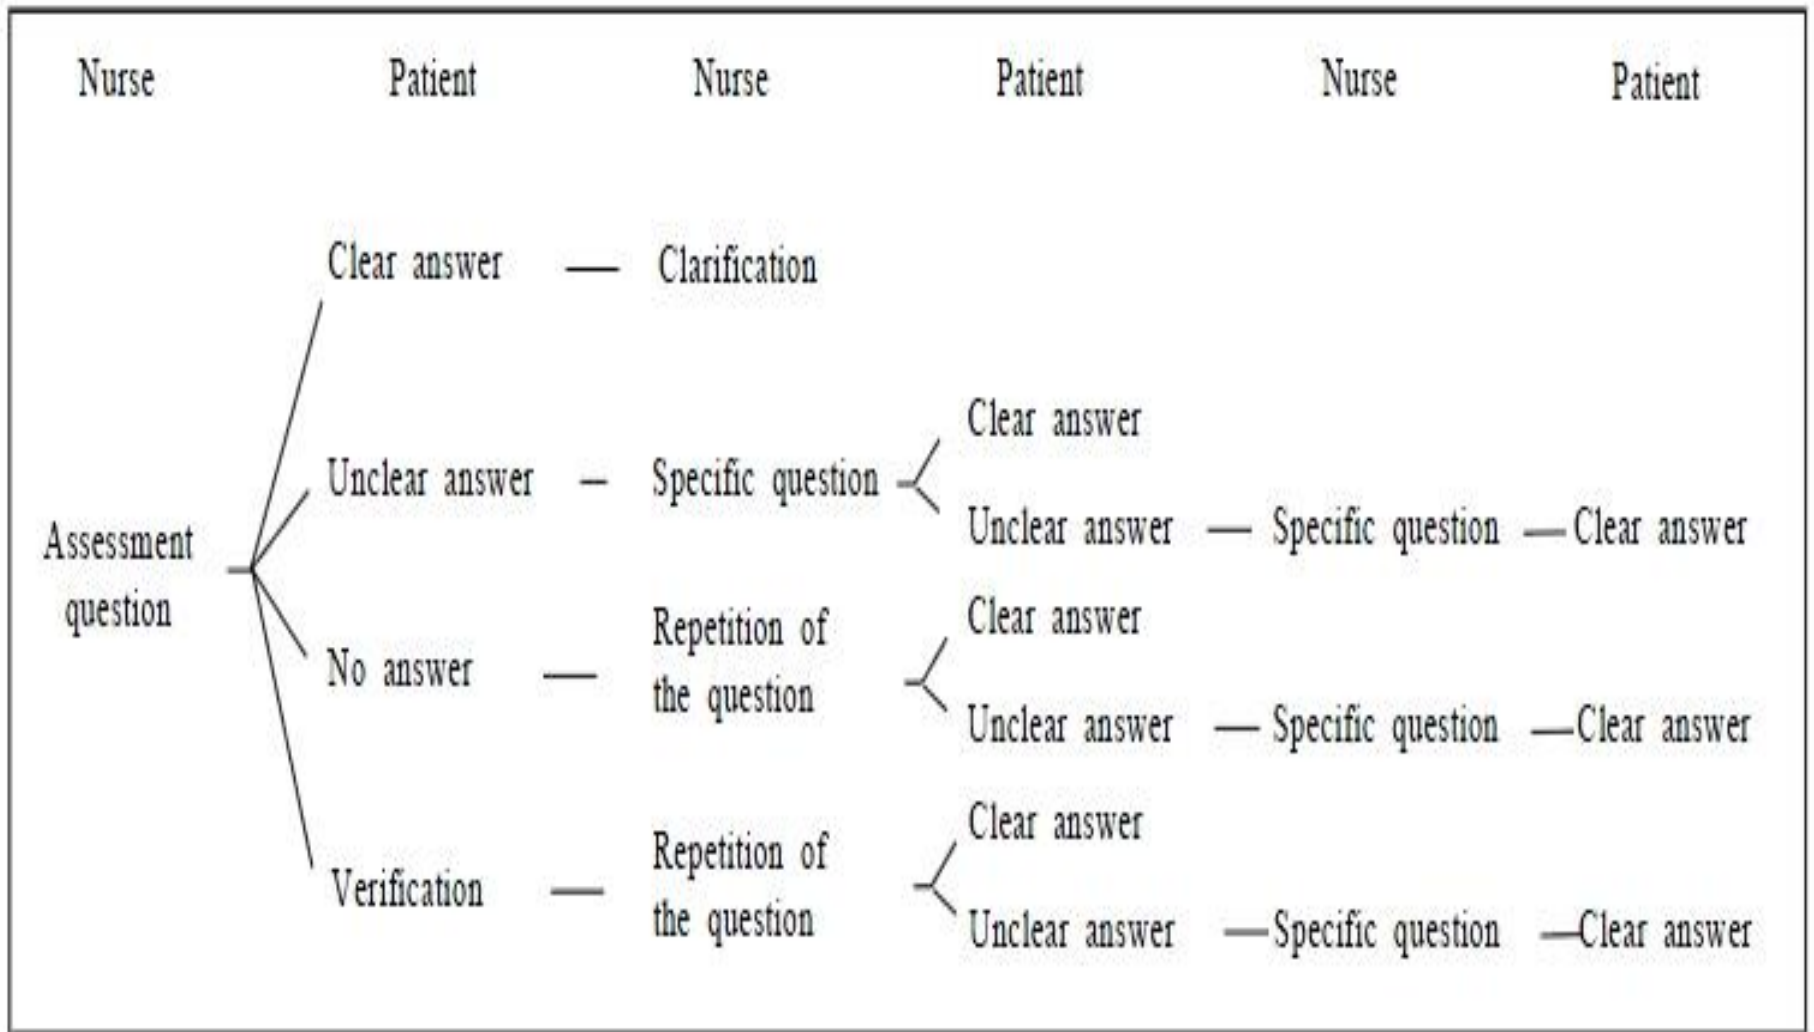 Nurse Patient Nurse Patient Nurse Patient
Clear answer Clarification
Clear answer
Unclear answer Specific question
Unclear answer Specific question Clear answer
Assessment
question
Clear answer
Repetition of
the question
No answer
Unclear answer Specific question Clear answer
Clear answer
Repetition of
the question
Verification
Unclear answer Specific question Clear answer